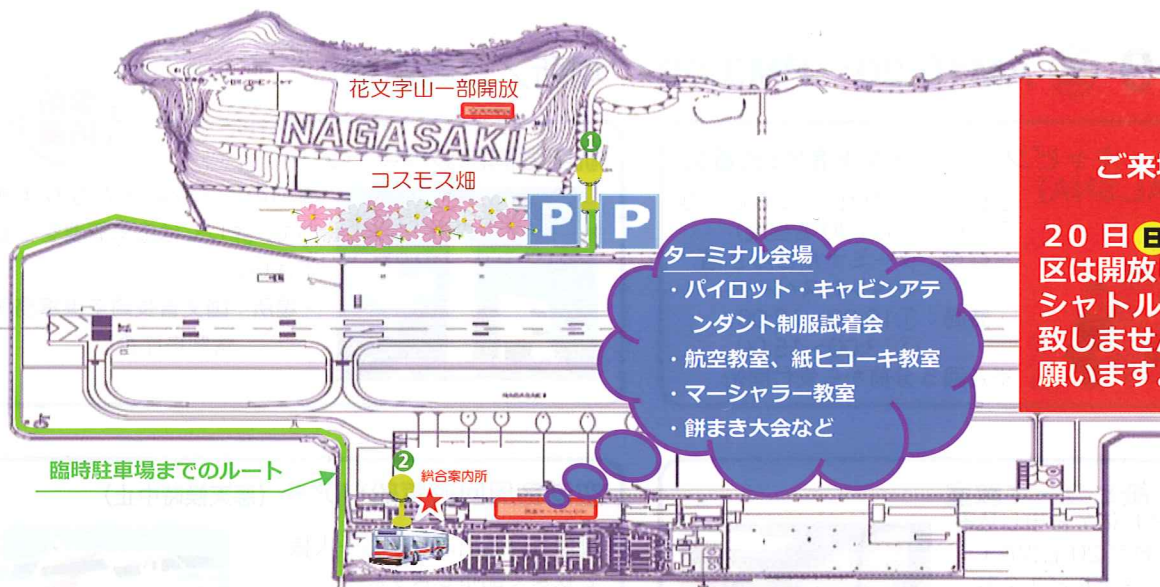 花文字山一部開放
NAGASAKI
1
コスモス畑
P P
ターミナル会場
・パイロット・キャビンアテ
ンダント制服試着会
・航空教室、紙ヒコーキ教室
・マーシャラー教室
・餅まき大会など
ご来
20 日 日
区は開放
シャトル
致しません
願います。
臨時駐車場までのルート
2
総合案内所